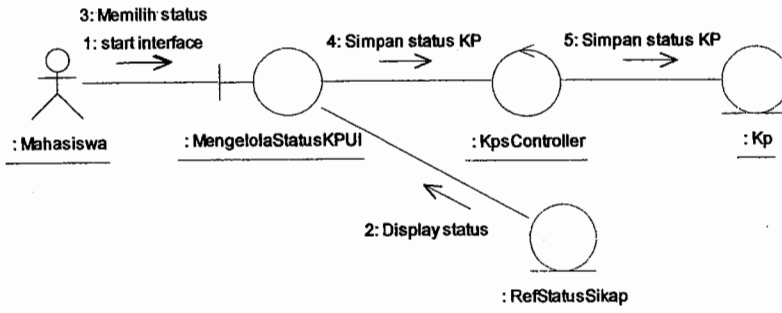 3: Memilih status
1: start interface
4: Simpan status KP
5: Simpan status KP
: Mahasiswa
: MengelolaStatusKPUI
: KpsController
: Kp
2: Display status
: RefStatusSikap